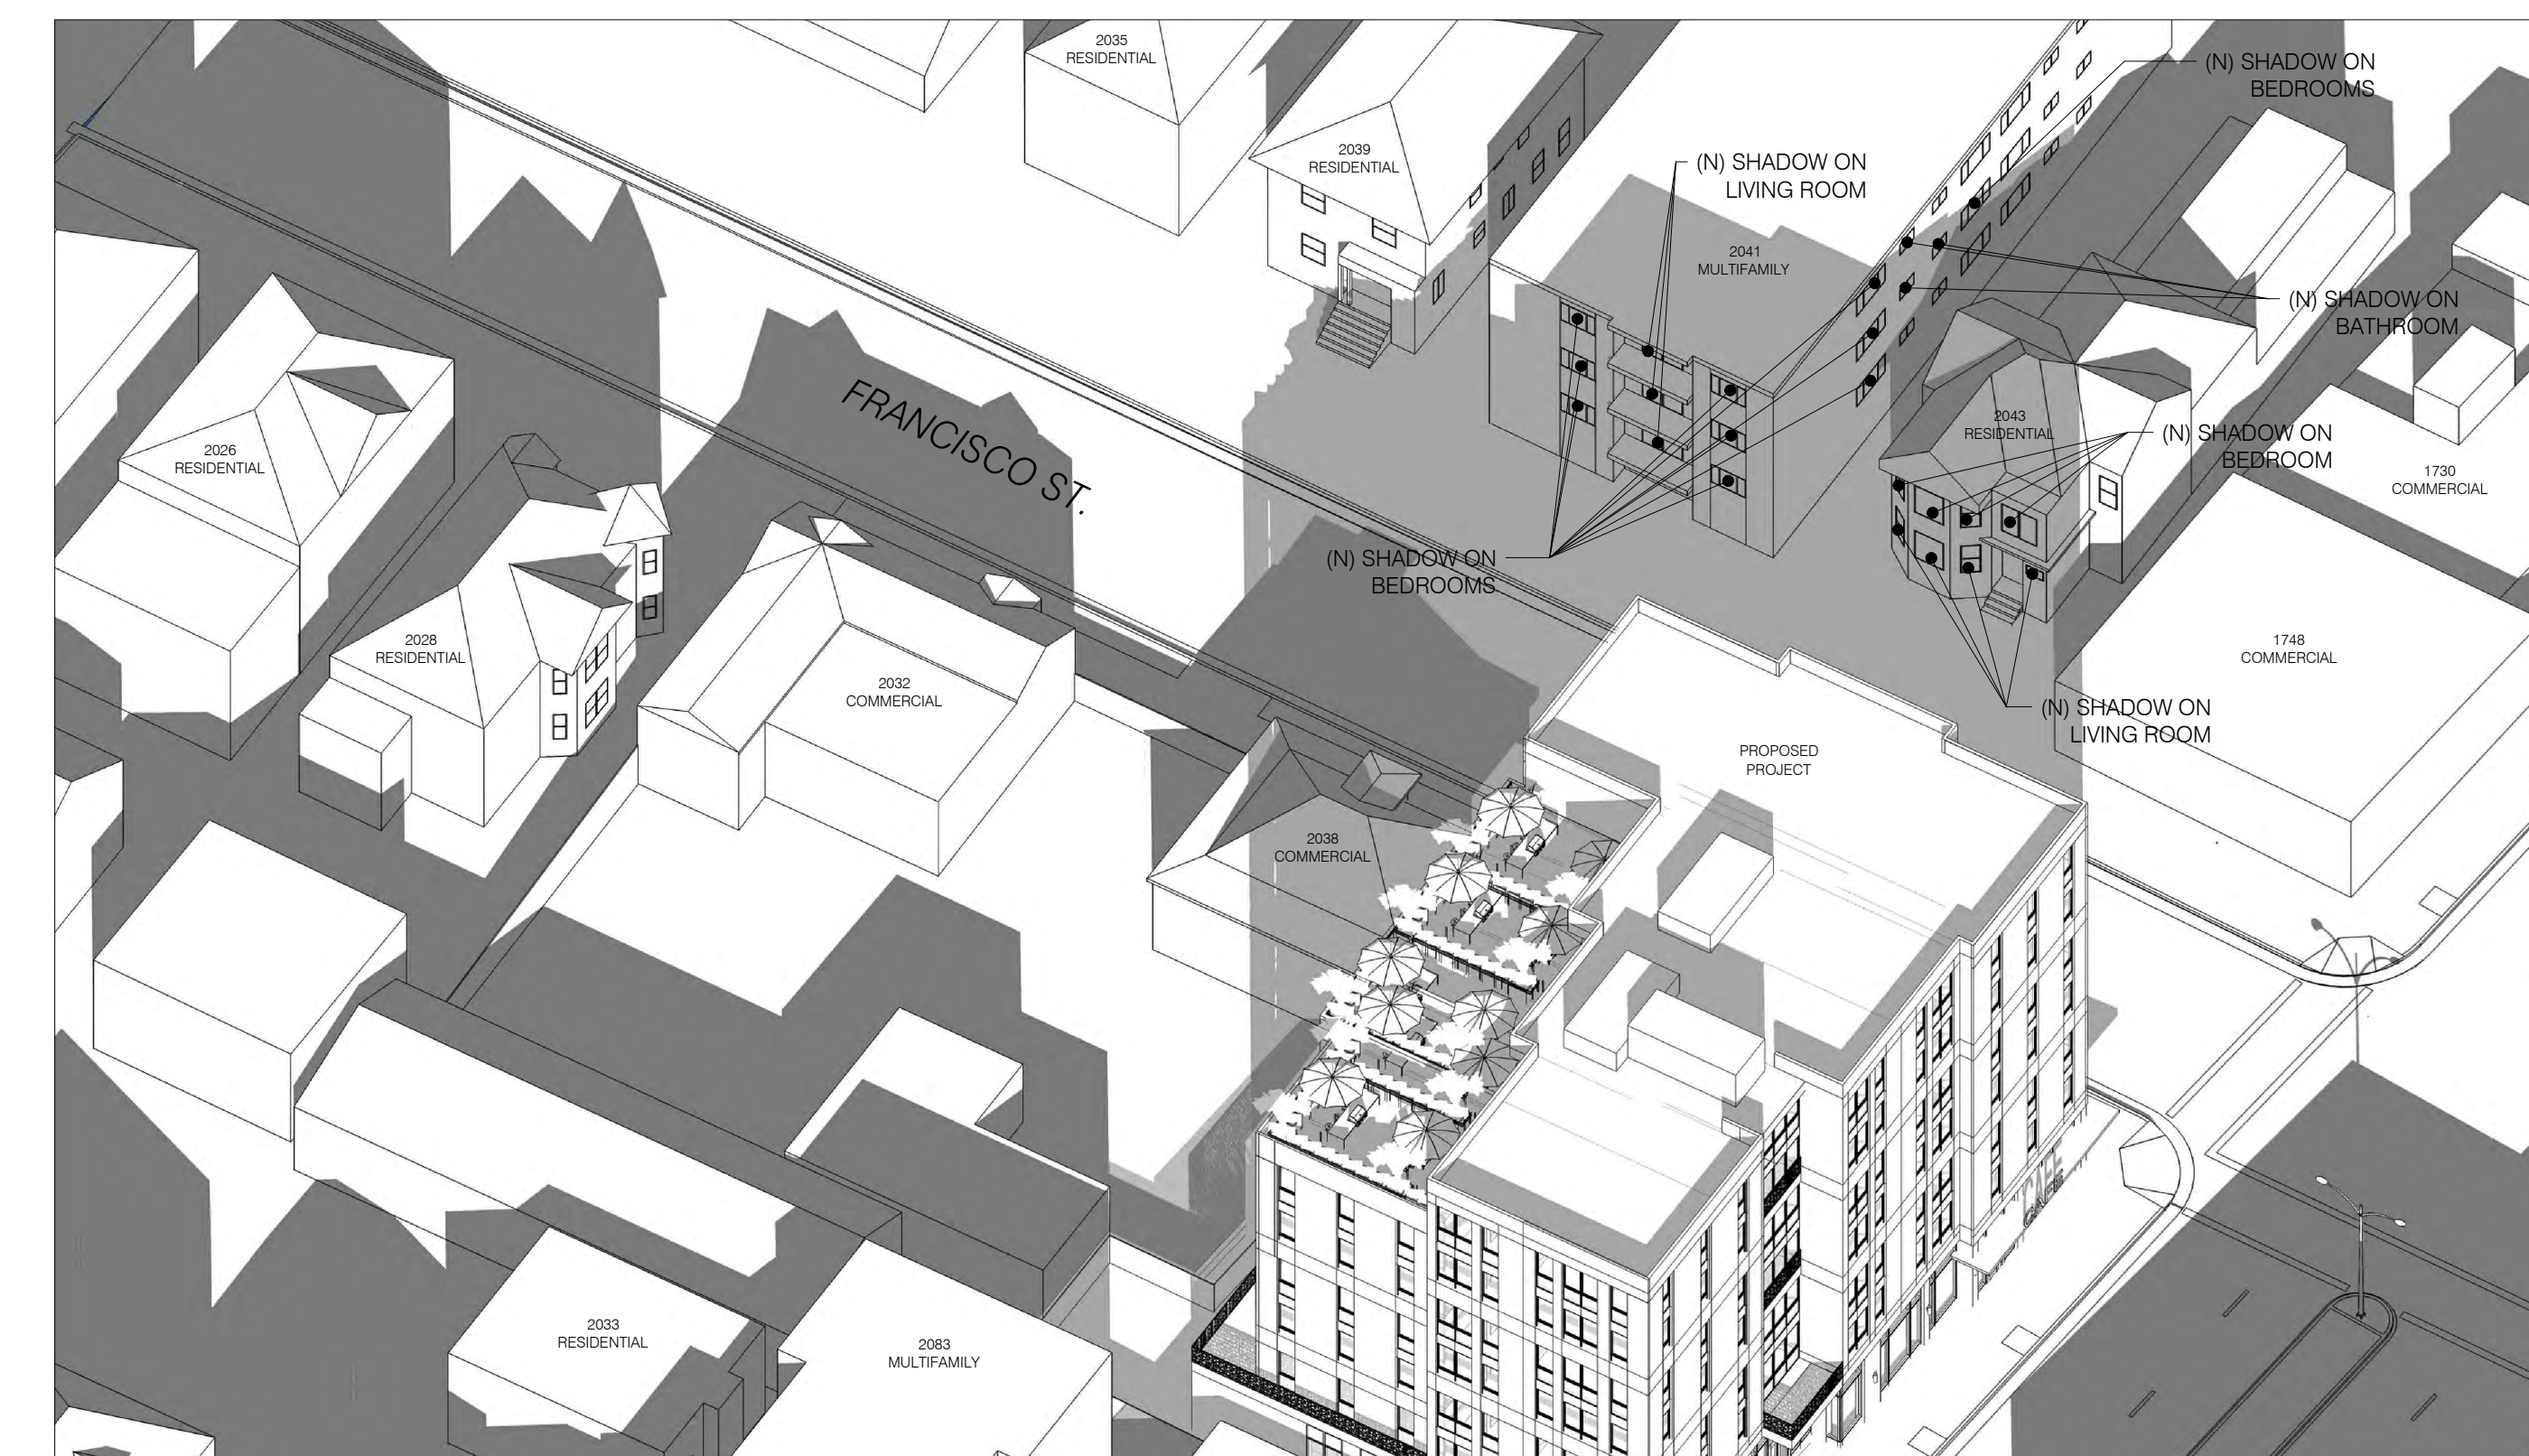 2035
RESIDENTIAL
(N) SHADOW ON
BEDROOMS
2039
RESIDENTIAL
(N) SHADOW ON
LIVING ROOM
2041
MULTIFAMILY
(N) SHADOW ON
BATHROOM
FRANCISCO ST.
2043
RESIDENTIAL
(N) SHADOW ON
BEDROOM
2026
RESIDENTIAL
1730
COMMERCIAL
(N) SHADOW ON
BEDROOMS
2028
RESIDENTIAL
1748
COMMERCIAL
2032
COMMERCIAL
(N) SHADOW ON
LIVING ROOM
PROPOSED
PROJECT
2038
COMMERCIAL
CAFE
2033
RESIDENTIAL
2083
MULTIFAMILY